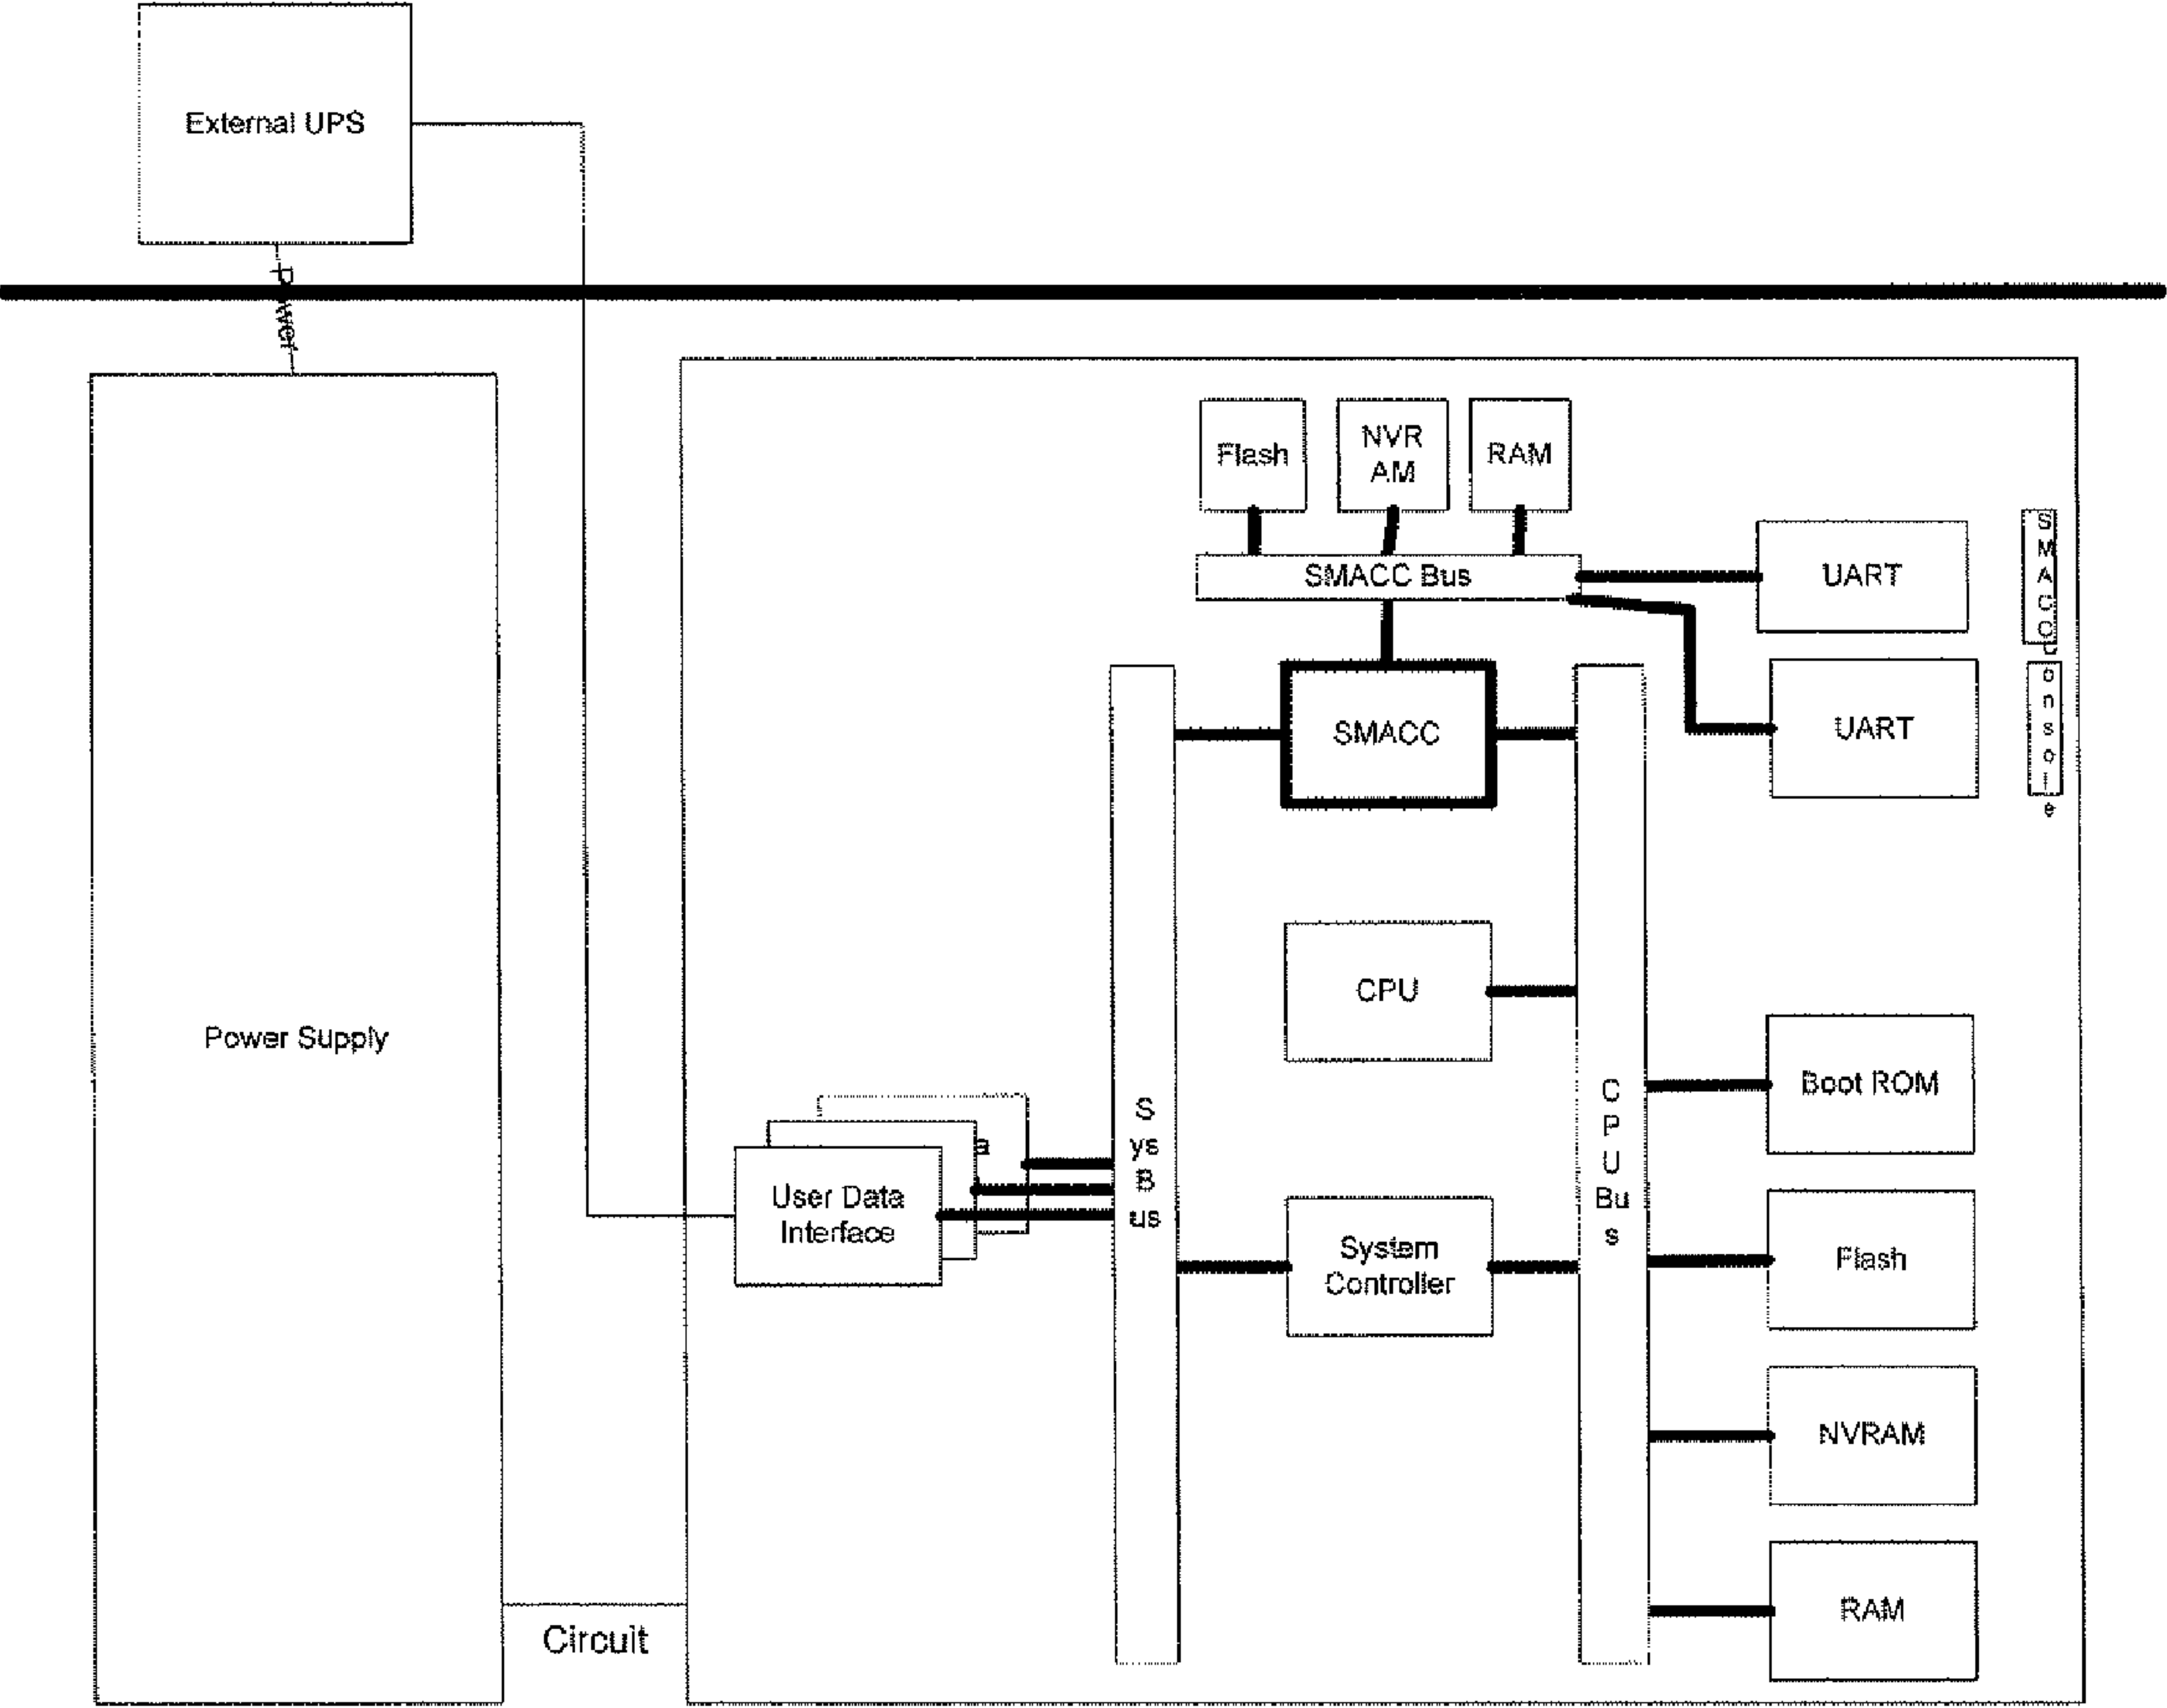 External UPS
Power
Flash
NVR
AM
RAM
SMACC Bus
UART
SMACC
Console
SMACC
UART
CPU
Power Supply
Boot ROM
S
ys
B
us
C
P
U
Bu
s
a
User Data
Interface
System
Controller
Flash
NVRAM
RAM
Circuit